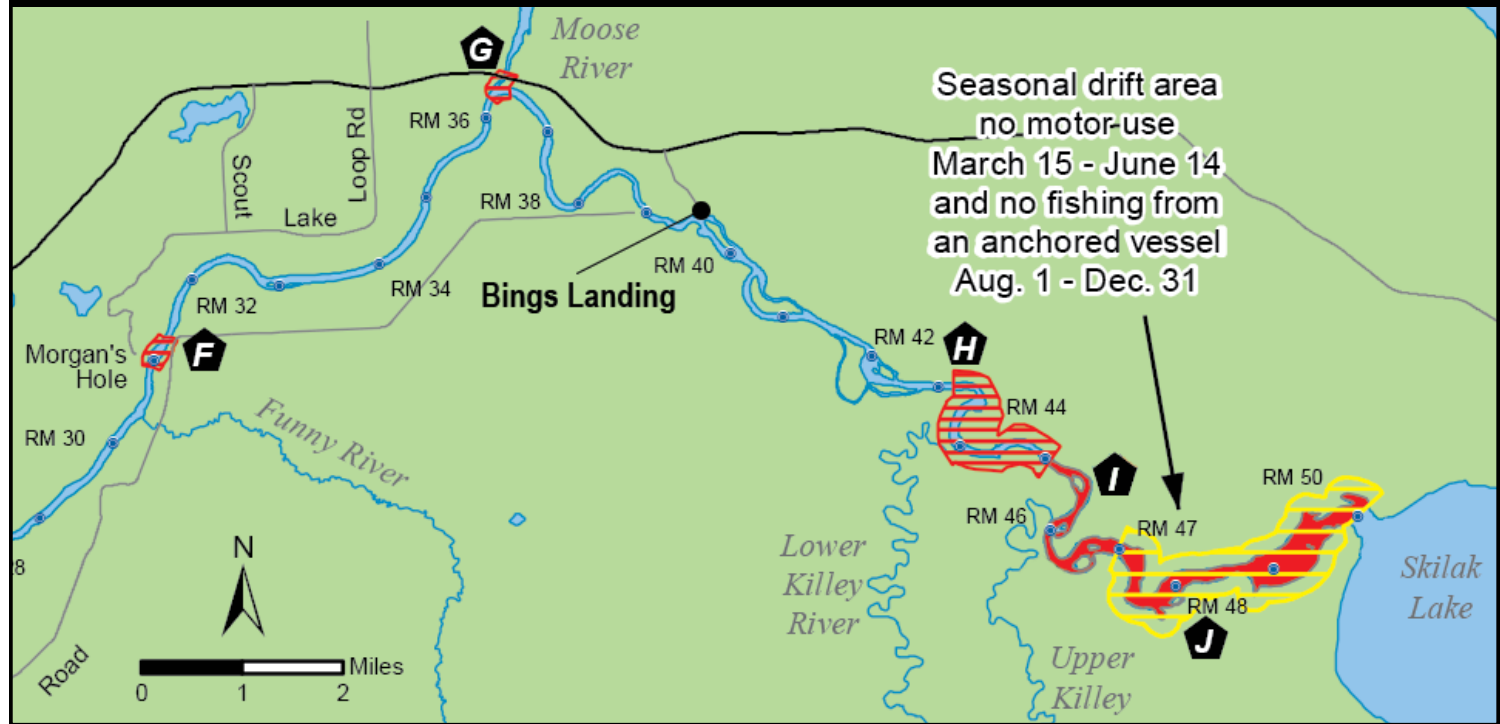 G
Moose
River
Seasonal drift area
no motor use
March 15 - June 14
and no fishing from
an anchored vessel
Aug. 1 - Dec. 31
RM 36
Scout
Loop Rd
Lake
RM 38
RM 40
Bings Landing
RM 34
RM 32
Morgan's
Hole
F
RM 42
H
RM 44
RM 30
Funny River
I
RM 50
RM 46
RM 47
Lower
Killey
River
Skilak
Lake
RM 48
J
Upper
Killey
N
8
Road
Miles
0 1 2